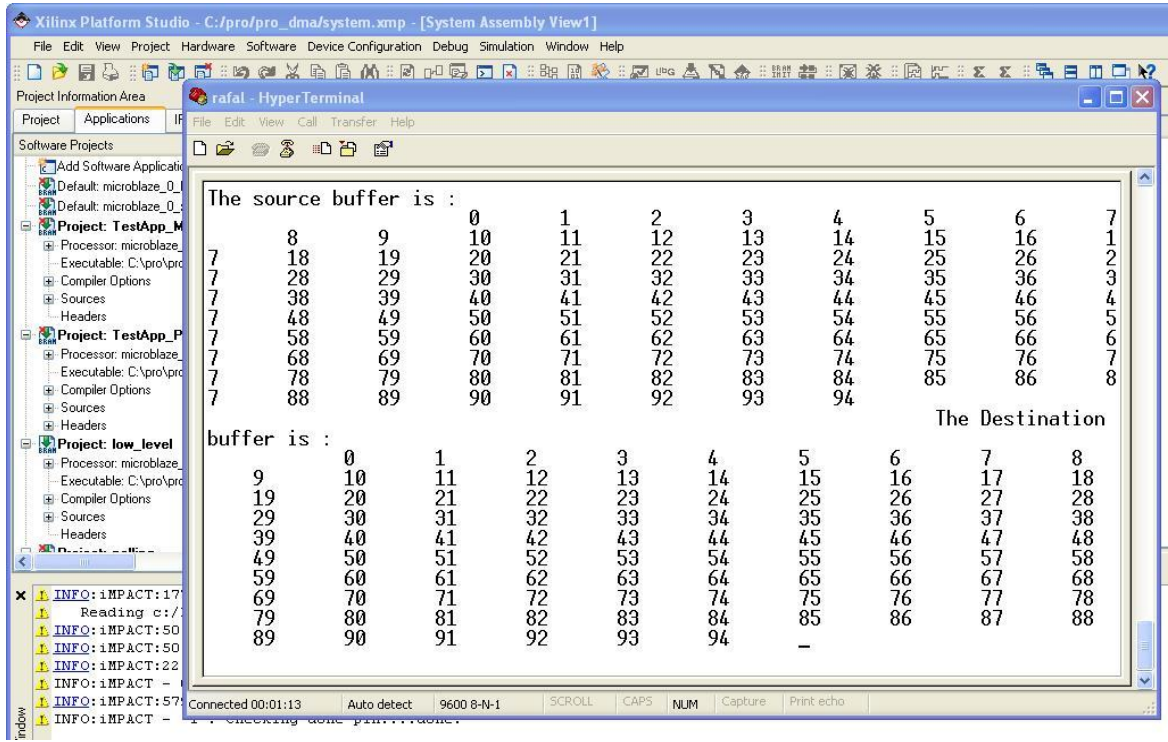 Xilinx Platform Studio - C:/pro/pro_dma/system.xmp - [System Assembly View1]
File Edit View Project Hardware Software Device Configuration Debug Simulation Window Help
Project Information Area
Project Applications
Software Projects
Add Software
Default: microblaze_0
Default: microblaze_0
Project:
Processor:
Executable:
Compiler Options
Sources
Headers
Project:
Processor:
Executable:
Compiler Options
Sources
Headers
Project: low_level
Processor:
Executable:
Compiler Options
Sources
Headers
rafal - HyperTerminal
File Edit View Call Transfer Help
The source buffer is :
0 1 2 3 4 5 6 7
8 9 10 11 12 13 14 15 16 1
7 18 19 20 21 22 23 24 25 26 2
7 28 29 30 31 32 33 34 35 36 3
7 38 39 40 41 42 43 44 45 46 4
7 48 49 50 51 52 53 54 55 56 5
7 58 59 60 61 62 63 64 65 66 6
7 68 69 70 71 72 73 74 75 76 7
7 78 79 80 81 82 83 84 85 86 8
7 88 89 90 91 92 93 94
The Destination
buffer is :
0 1 2 3 4 5 6 7 8
9 10 11 12 13 14 15 16 17 18
19 20 21 22 23 24 25 26 27 28
29 30 31 32 33 34 35 36 37 38
39 40 41 42 43 44 45 46 47 48
49 50 51 52 53 54 55 56 57 58
59 60 61 62 63 64 65 66 67 68
69 70 71 72 73 74 75 76 77 78
79 80 81 82 83 84 85 86 87 88
89 90 91 92 93 94 _
Connected 00:01:13 Auto detect 9600 8-N-1 SCROLL CAPS NUM Capture Print echo
INFO:iMPACT:17
Reading c:/
INFO:iMPACT:50
INFO:iMPACT:50
INFO:iMPACT:22
INFO:iMPACT -
INFO:iMPACT:57
INFO:iMPACT -